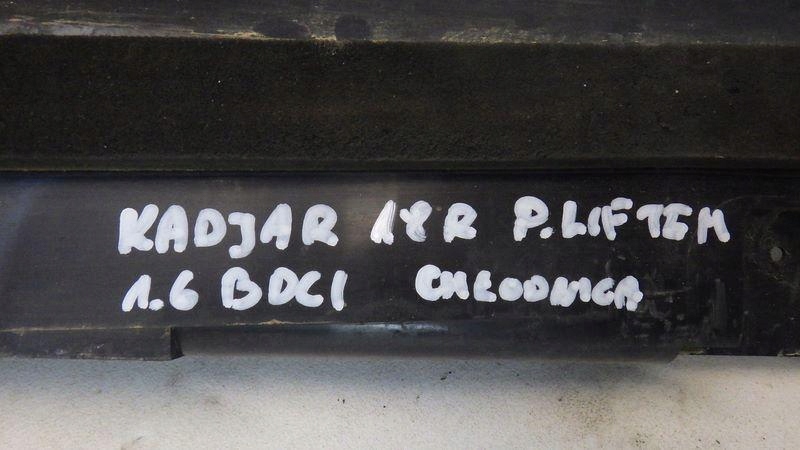 KADJAR 18R P.LIFTEM
1.6 BDCI CHŁODNICA